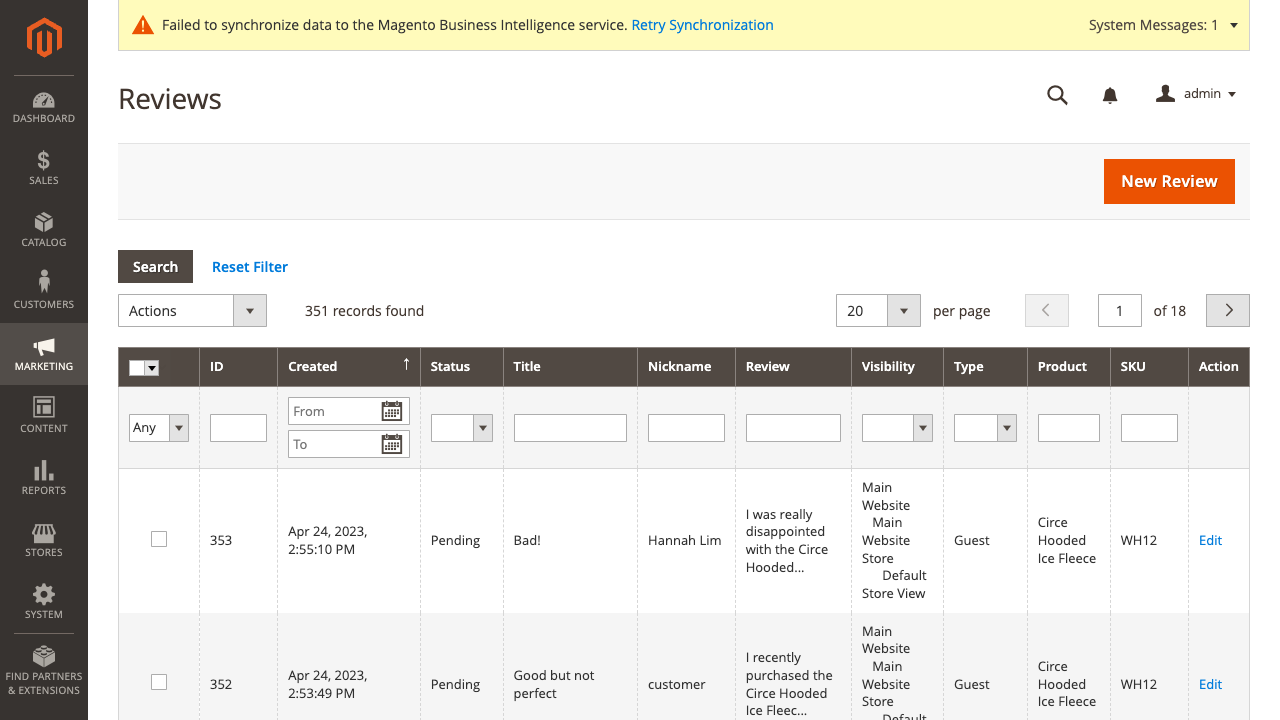 Failed to synchronize data to the Magento Business Intelligence service. Retry Synchronization
System Messages: 1
DASHBOARD
SALES
CATALOG
CUSTOMERS
MARKETING
CONTENT
REPORTS
STORES
SYSTEM
FIND PARTNERS
& EXTENSIONS
Reviews
admin
New Review
Search Reset Filter
Actions 351 records found 20 per page 1 of 18
ID Created Status Title Nickname Review Visibility Type Product SKU Action
Any From
To
353
Apr 24, 2023,
2:55:10 PM
Pending
Bad!
Hannah Lim
I was really
disappointed
with the Circe
Hooded...
Main
Website
Main
Website
Store
Default
Store View
Guest
Circe
Hooded
Ice Fleece
WH12
Edit
352
Apr 24, 2023,
2:53:49 PM
Pending
Good but not
perfect
customer
I recently
purchased the
Circe Hooded
Ice Fleec...
Main
Website
Main
Website
Store
Default
Guest
Circe
Hooded
Ice Fleece
WH12
Edit